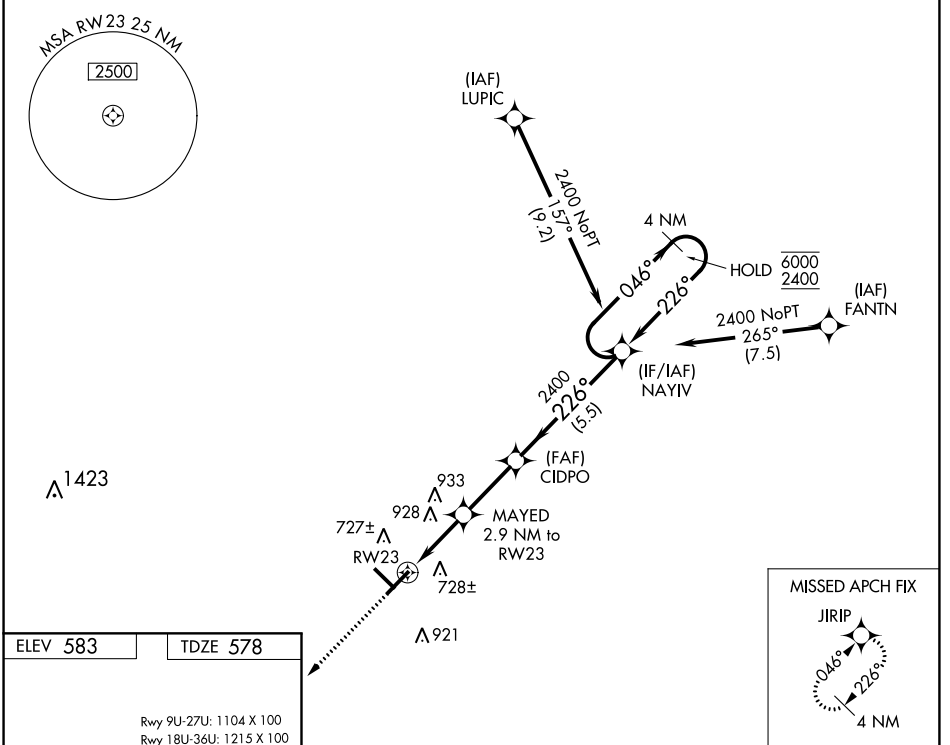 MSA RW23 25 NM
2500
(IAF)
LUPIC
2400 NoPT
157°
(9.2)
4 NM
046°
226°
HOLD
6000
2400
(IAF)
FANTN
2400 NoPT
265°
(7.5)
(IF/IAF)
NAYIV
2400
226°
(5.5)
(FAF)
CIDPO
1423
933
928
MAYED
2.9 NM to
RW23
727±
RW23
728±
921
MISSED APCH FIX
JIRIP
046°
226°
4 NM
ELEV 583
TDZE 578
Rwy 9U-27U: 1104 X 100
Rwy 18U-36U: 1215 X 100